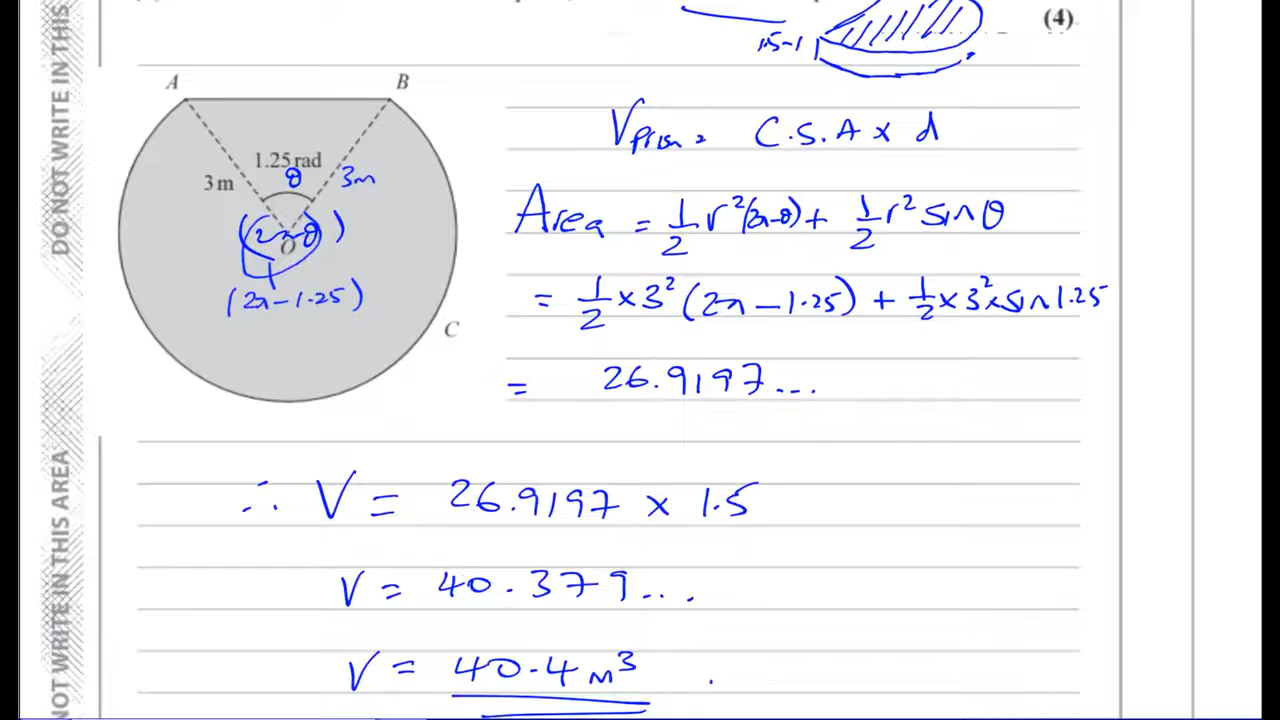 (4)
1.5
A
B
V Prism = C.S.A x d
1.25 rad
θ
3 m
3m
Area = 1/2 r²(2π-θ) + 1/2 r² sin θ
(2π-θ)
O
(2π-1.25)
= 1/2 x 3² (2π - 1.25) + 1/2 x 3² x sin 1.25
C
= 26.9197...
∴ V = 26.9197 x 1.5
V = 40.379...
V = 40.4 m³
DO NOT WRITE IN THIS
NOT WRITE IN THIS AREA